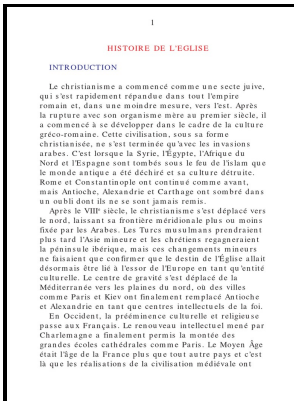 1
HISTOIRE DE L'EGLISE
INTRODUCTION
Le christianisme a commencé comme une secte juive,
qui s'est rapidement répandue dans tout l'empire
romain et, dans une moindre mesure, vers l'est. Après
la rupture avec son organisme mère au premier siècle, il
a commencé à se développer dans le cadre de la culture
gréco-romaine. Cette civilisation, sous sa forme
christianisée, ne s'est terminée qu'avec les invasions
arabes. C'est lorsque la Syrie, l'Égypte, l'Afrique du
Nord et l'Espagne sont tombés sous le feu de l'islam que
le monde antique a été déchiré et sa culture détruite.
Rome et Constantinople ont continué comme avant,
mais Antioche, Alexandrie et Carthage ont sombré dans
un oubli dont ils ne se sont jamais remis.
Après le VIIIᵉ siècle, le christianisme s'est déplacé vers
le nord, laissant sa frontière méridionale plus ou moins
fixée par les Arabes. Les Turcs musulmans prendraient
plus tard l'Asie mineure et les chrétiens regagneraient
la péninsule ibérique, mais ces changements mineurs
ne faisaient que confirmer que le destin de l'Église allait
désormais être lié à l'essor de l'Europe en tant qu'entité
culturelle. Le centre de gravité s'est déplacé de la
Méditerranée vers les plaines du nord, où des villes
comme Paris et Kiev ont finalement remplacé Antioche
et Alexandrie en tant que centres intellectuels de la foi.
En Occident, la prééminence culturelle et religieuse
passe aux Français. Le renouveau intellectuel mené par
Charlemagne a finalement permis la montée des
grandes écoles cathédrales comme Paris. Le Moyen Âge
était l'âge de la France plus que tout autre pays et c'est
là que les réalisations de la civilisation médiévale ont